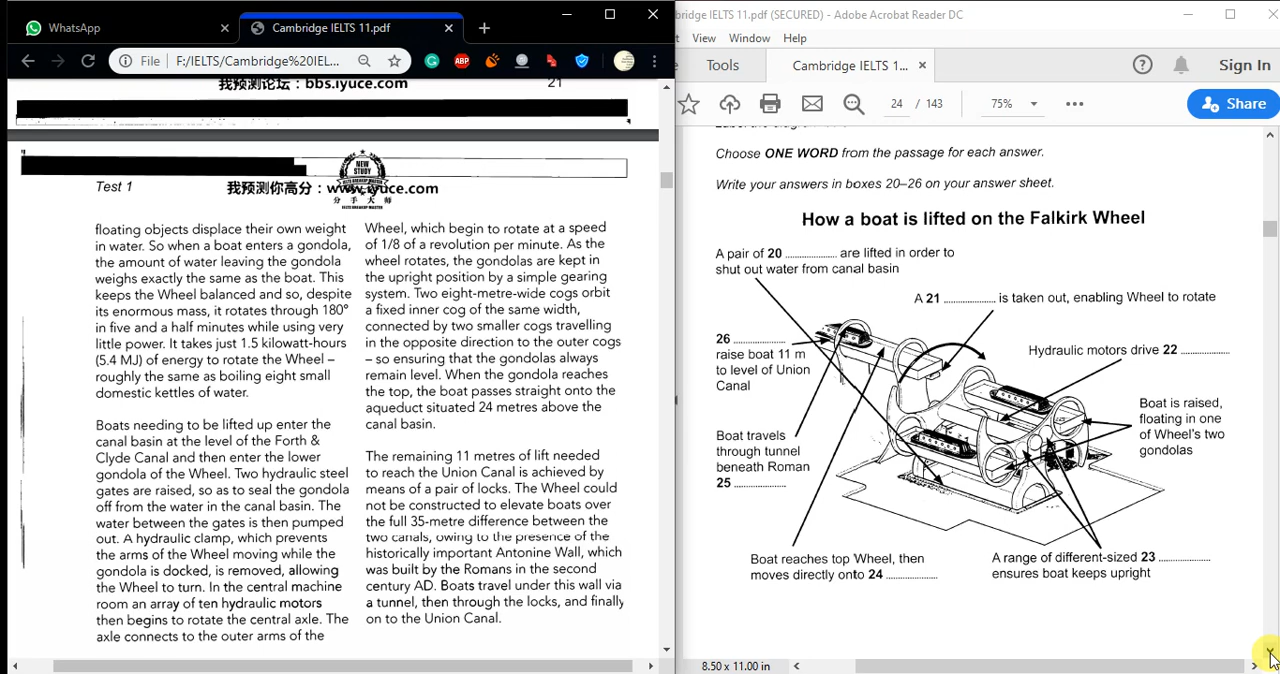 WhatsApp
Cambridge IELTS 11.pdf
File
F:/IELTS/Cambridge%20IEL...
我预测论坛：bbs.iyuce.com
21
NEW
STUDY
Test 1
我预测你高分：www.iyuce.com
分 手 大 师
floating objects displace their own weight
in water. So when a boat enters a gondola,
the amount of water leaving the gondola
weighs exactly the same as the boat. This
keeps the Wheel balanced and so, despite
its enormous mass, it rotates through 180°
in five and a half minutes while using very
little power. It takes just 1.5 kilowatt-hours
(5.4 MJ) of energy to rotate the Wheel –
roughly the same as boiling eight small
domestic kettles of water.
Boats needing to be lifted up enter the
canal basin at the level of the Forth &
Clyde Canal and then enter the lower
gondola of the Wheel. Two hydraulic steel
gates are raised, so as to seal the gondola
off from the water in the canal basin. The
water between the gates is then pumped
out. A hydraulic clamp, which prevents
the arms of the Wheel moving while the
gondola is docked, is removed, allowing
the Wheel to turn. In the central machine
room an array of ten hydraulic motors
then begins to rotate the central axle. The
axle connects to the outer arms of the
Wheel, which begin to rotate at a speed
of 1/8 of a revolution per minute. As the
wheel rotates, the gondolas are kept in
the upright position by a simple gearing
system. Two eight-metre-wide cogs orbit
a fixed inner cog of the same width,
connected by two smaller cogs travelling
in the opposite direction to the outer cogs
– so ensuring that the gondolas always
remain level. When the gondola reaches
the top, the boat passes straight onto the
aqueduct situated 24 metres above the
canal basin.
The remaining 11 metres of lift needed
to reach the Union Canal is achieved by
means of a pair of locks. The Wheel could
not be constructed to elevate boats over
the full 35-metre difference between the
two canals, owing to the presence of the
historically important Antonine Wall, which
was built by the Romans in the second
century AD. Boats travel under this wall via
a tunnel, then through the locks, and finally
on to the Union Canal.
bridge IELTS 11.pdf (SECURED) - Adobe Acrobat Reader DC
View Window Help
Tools
Cambridge IELTS 1...
Sign In
24 / 143
75%
Share
Choose ONE WORD from the passage for each answer.
Write your answers in boxes 20–26 on your answer sheet.
How a boat is lifted on the Falkirk Wheel
A pair of 20 .............. are lifted in order to
shut out water from canal basin
A 21 .............. is taken out, enabling Wheel to rotate
26 ..............
raise boat 11 m
to level of Union
Canal
Hydraulic motors drive 22 ..............
Boat is raised,
floating in one
of Wheel's two
gondolas
Boat travels
through tunnel
beneath Roman
25 ..............
Boat reaches top Wheel, then
moves directly onto 24 ..............
A range of different-sized 23 ..............
ensures boat keeps upright
8.50 x 11.00 in